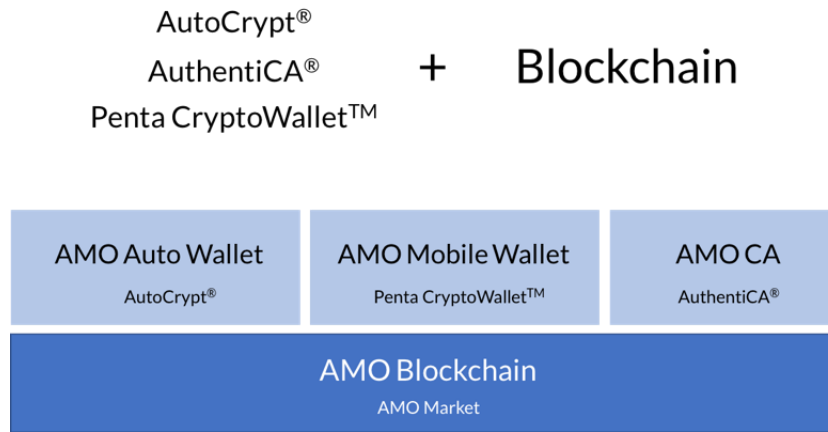 AutoCrypt®
AuthentiCA® + Blockchain
Penta CryptoWallet™
AMO Auto Wallet
AutoCrypt®
AMO Mobile Wallet
Penta CryptoWallet™
AMO CA
AuthentiCA®
AMO Blockchain
AMO Market